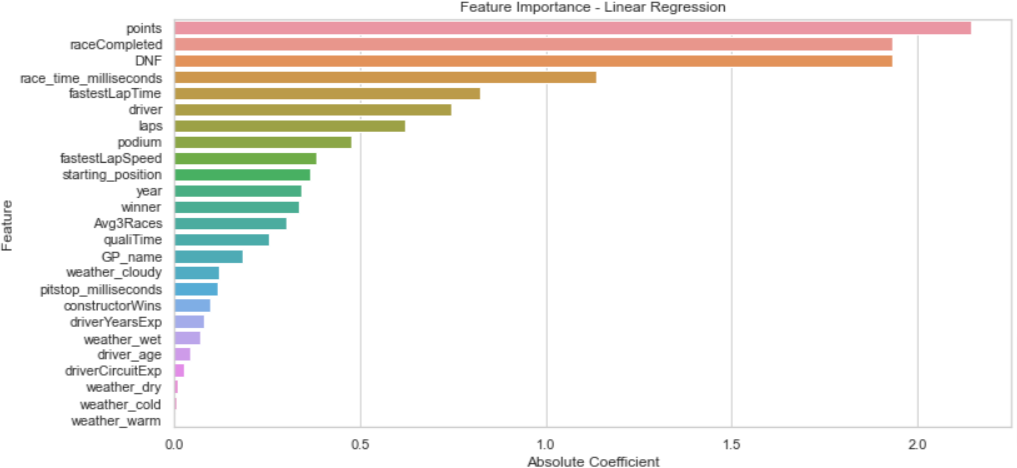 Feature Importance - Linear Regression
points
raceCompleted
DNF
race_time_milliseconds
fastestLapTime
driver
laps
podium
fastestLapSpeed
starting_position
year
winner
Avg3Races
qualiTime
GP_name
weather_cloudy
pitstop_milliseconds
constructorWins
driverYearsExp
weather_wet
driver_age
driverCircuitExp
weather_dry
weather_cold
weather_warm
Feature
0.0 0.5 1.0 1.5 2.0
Absolute Coefficient